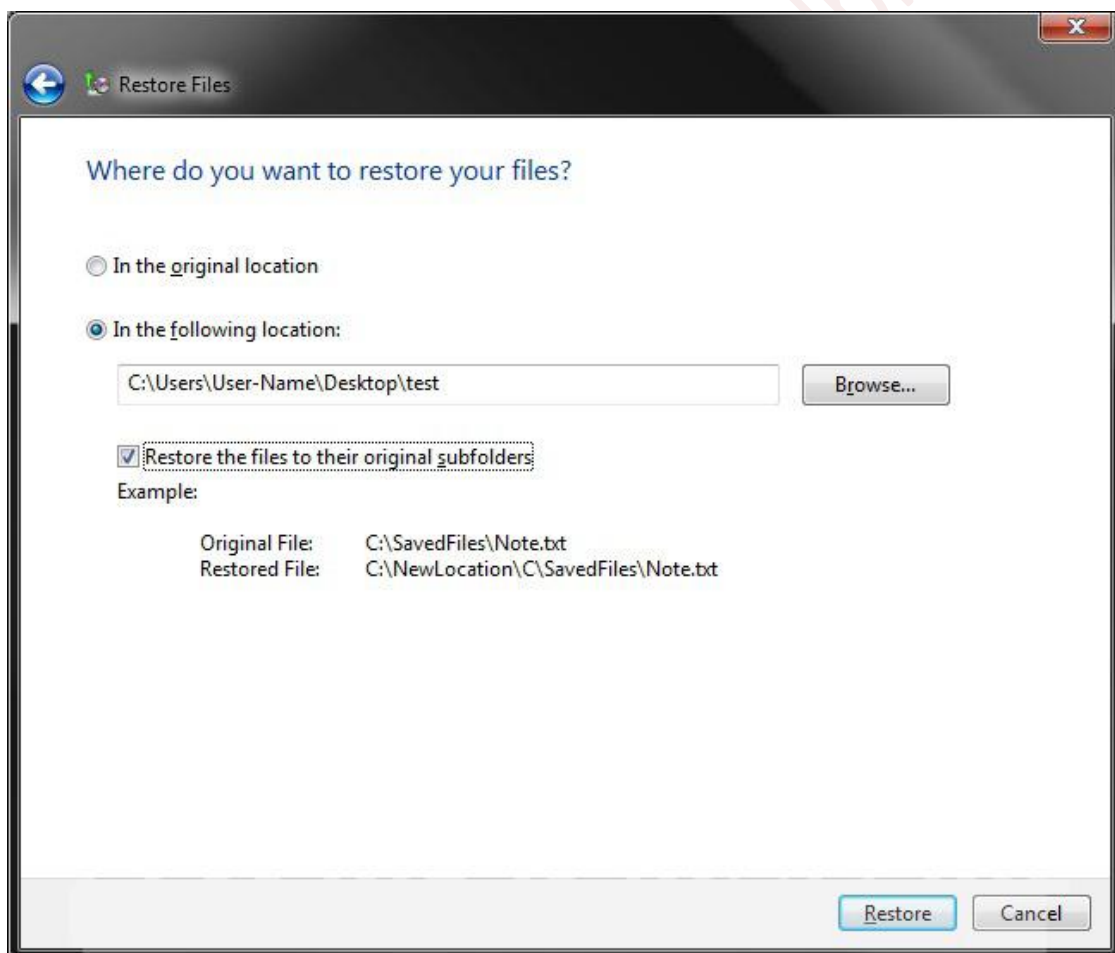 Restore Files
Where do you want to restore your files?
In the original location
In the following location:
C:\Users\User-Name\Desktop\test
Browse...
Restore the files to their original subfolders
Example:
Original File: C:\SavedFiles\Note.txt
Restored File: C:\NewLocation\C\SavedFiles\Note.txt
Restore Cancel